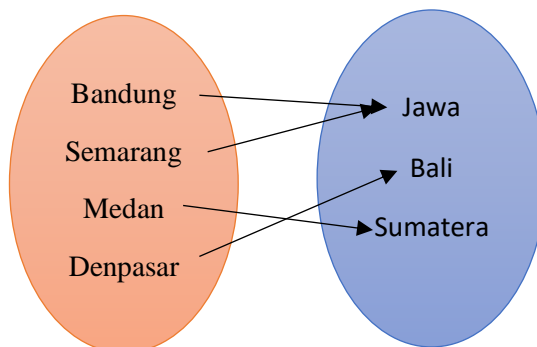 Bandung
Semarang
Medan
Denpasar
Jawa
Bali
Sumatera